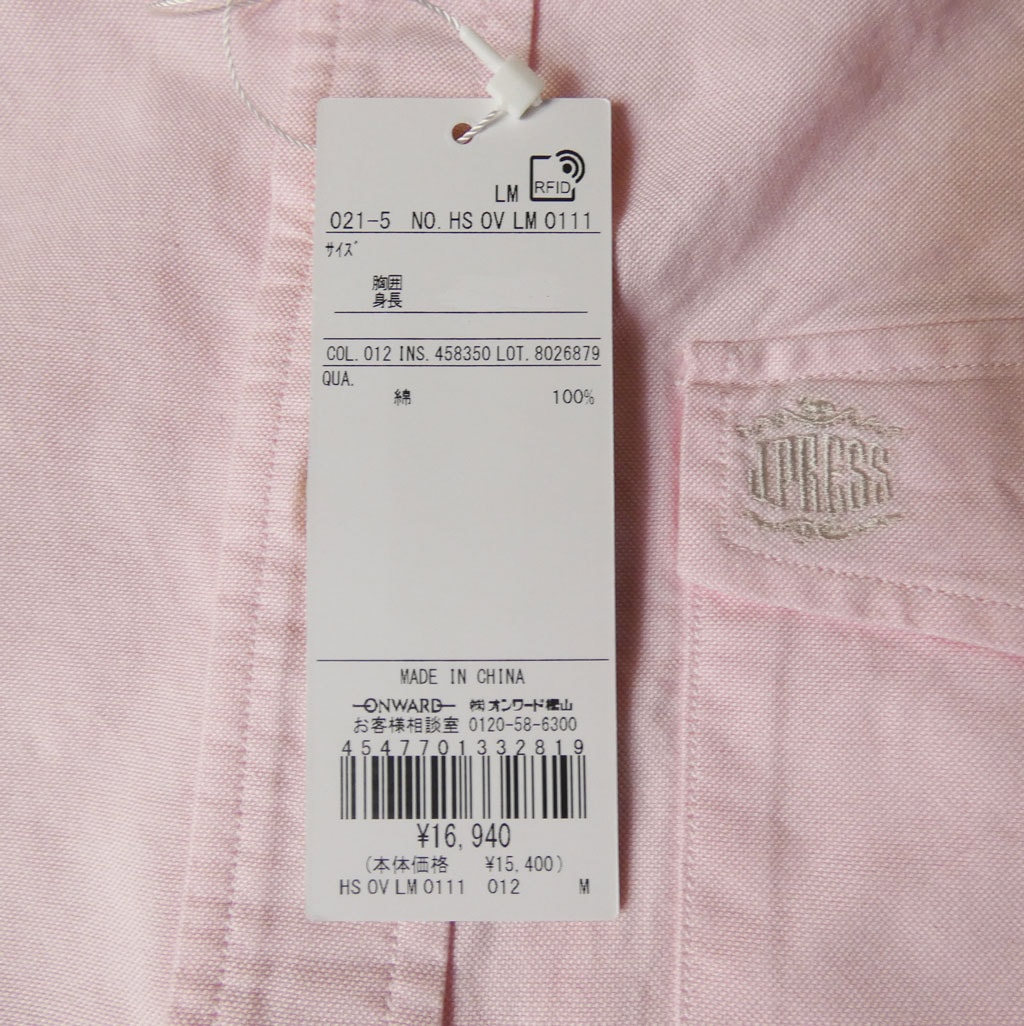 RFID
LM
021-5 NO. HS OV LM 0111
サイズ
胸囲
身長
COL. 012 INS. 458350 LOT. 8026879
QUA.
綿 100%
J.PRESS
MADE IN CHINA
ONWARD ㈱オンワード樫山
お客様相談室 0120-58-6300
4547701332819
¥16,940
(本体価格 ¥15,400)
HS OV LM 0111 012 M